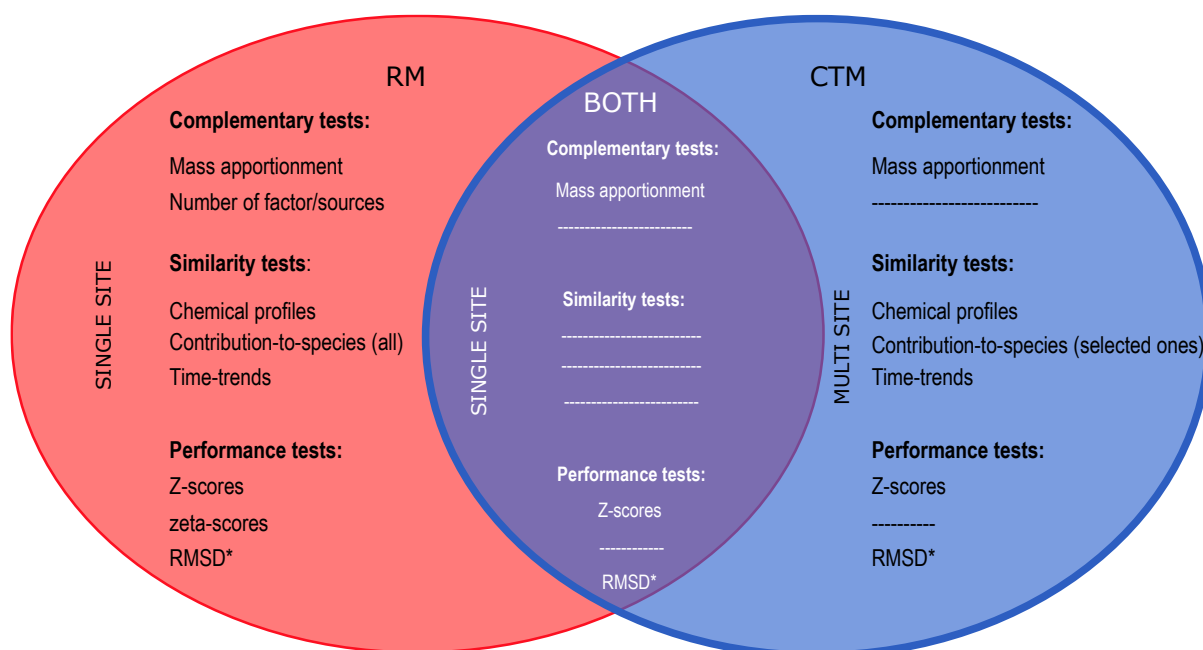 RM
SINGLE SITE
Complementary tests:
Mass apportionment
Number of factor/sources
Similarity tests:
Chemical profiles
Contribution-to-species (all)
Time-trends
Performance tests:
Z-scores
zeta-scores
RMSD*
BOTH
SINGLE SITE
Complementary tests:
Mass apportionment
-------------------------
Similarity tests:
--------------------------
--------------------------
-------------------------
Performance tests:
Z-scores
------------
RMSD*
CTM
MULTI SITE
Complementary tests:
Mass apportionment
--------------------------
Similarity tests:
Chemical profiles
Contribution-to-species (selected ones)
Time-trends
Performance tests:
Z-scores
----------
RMSD*